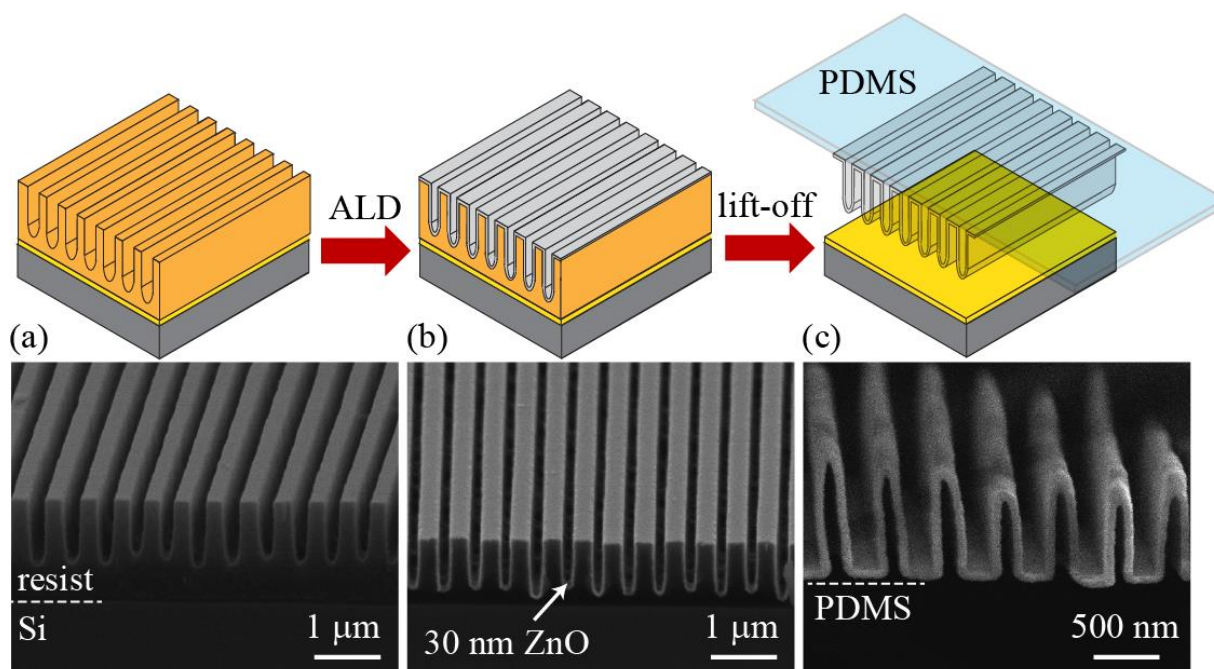 PDMS
ALD
lift-off
(a)
(b)
(c)
resist
Si
1 μm
30 nm ZnO
1 μm
PDMS
500 nm